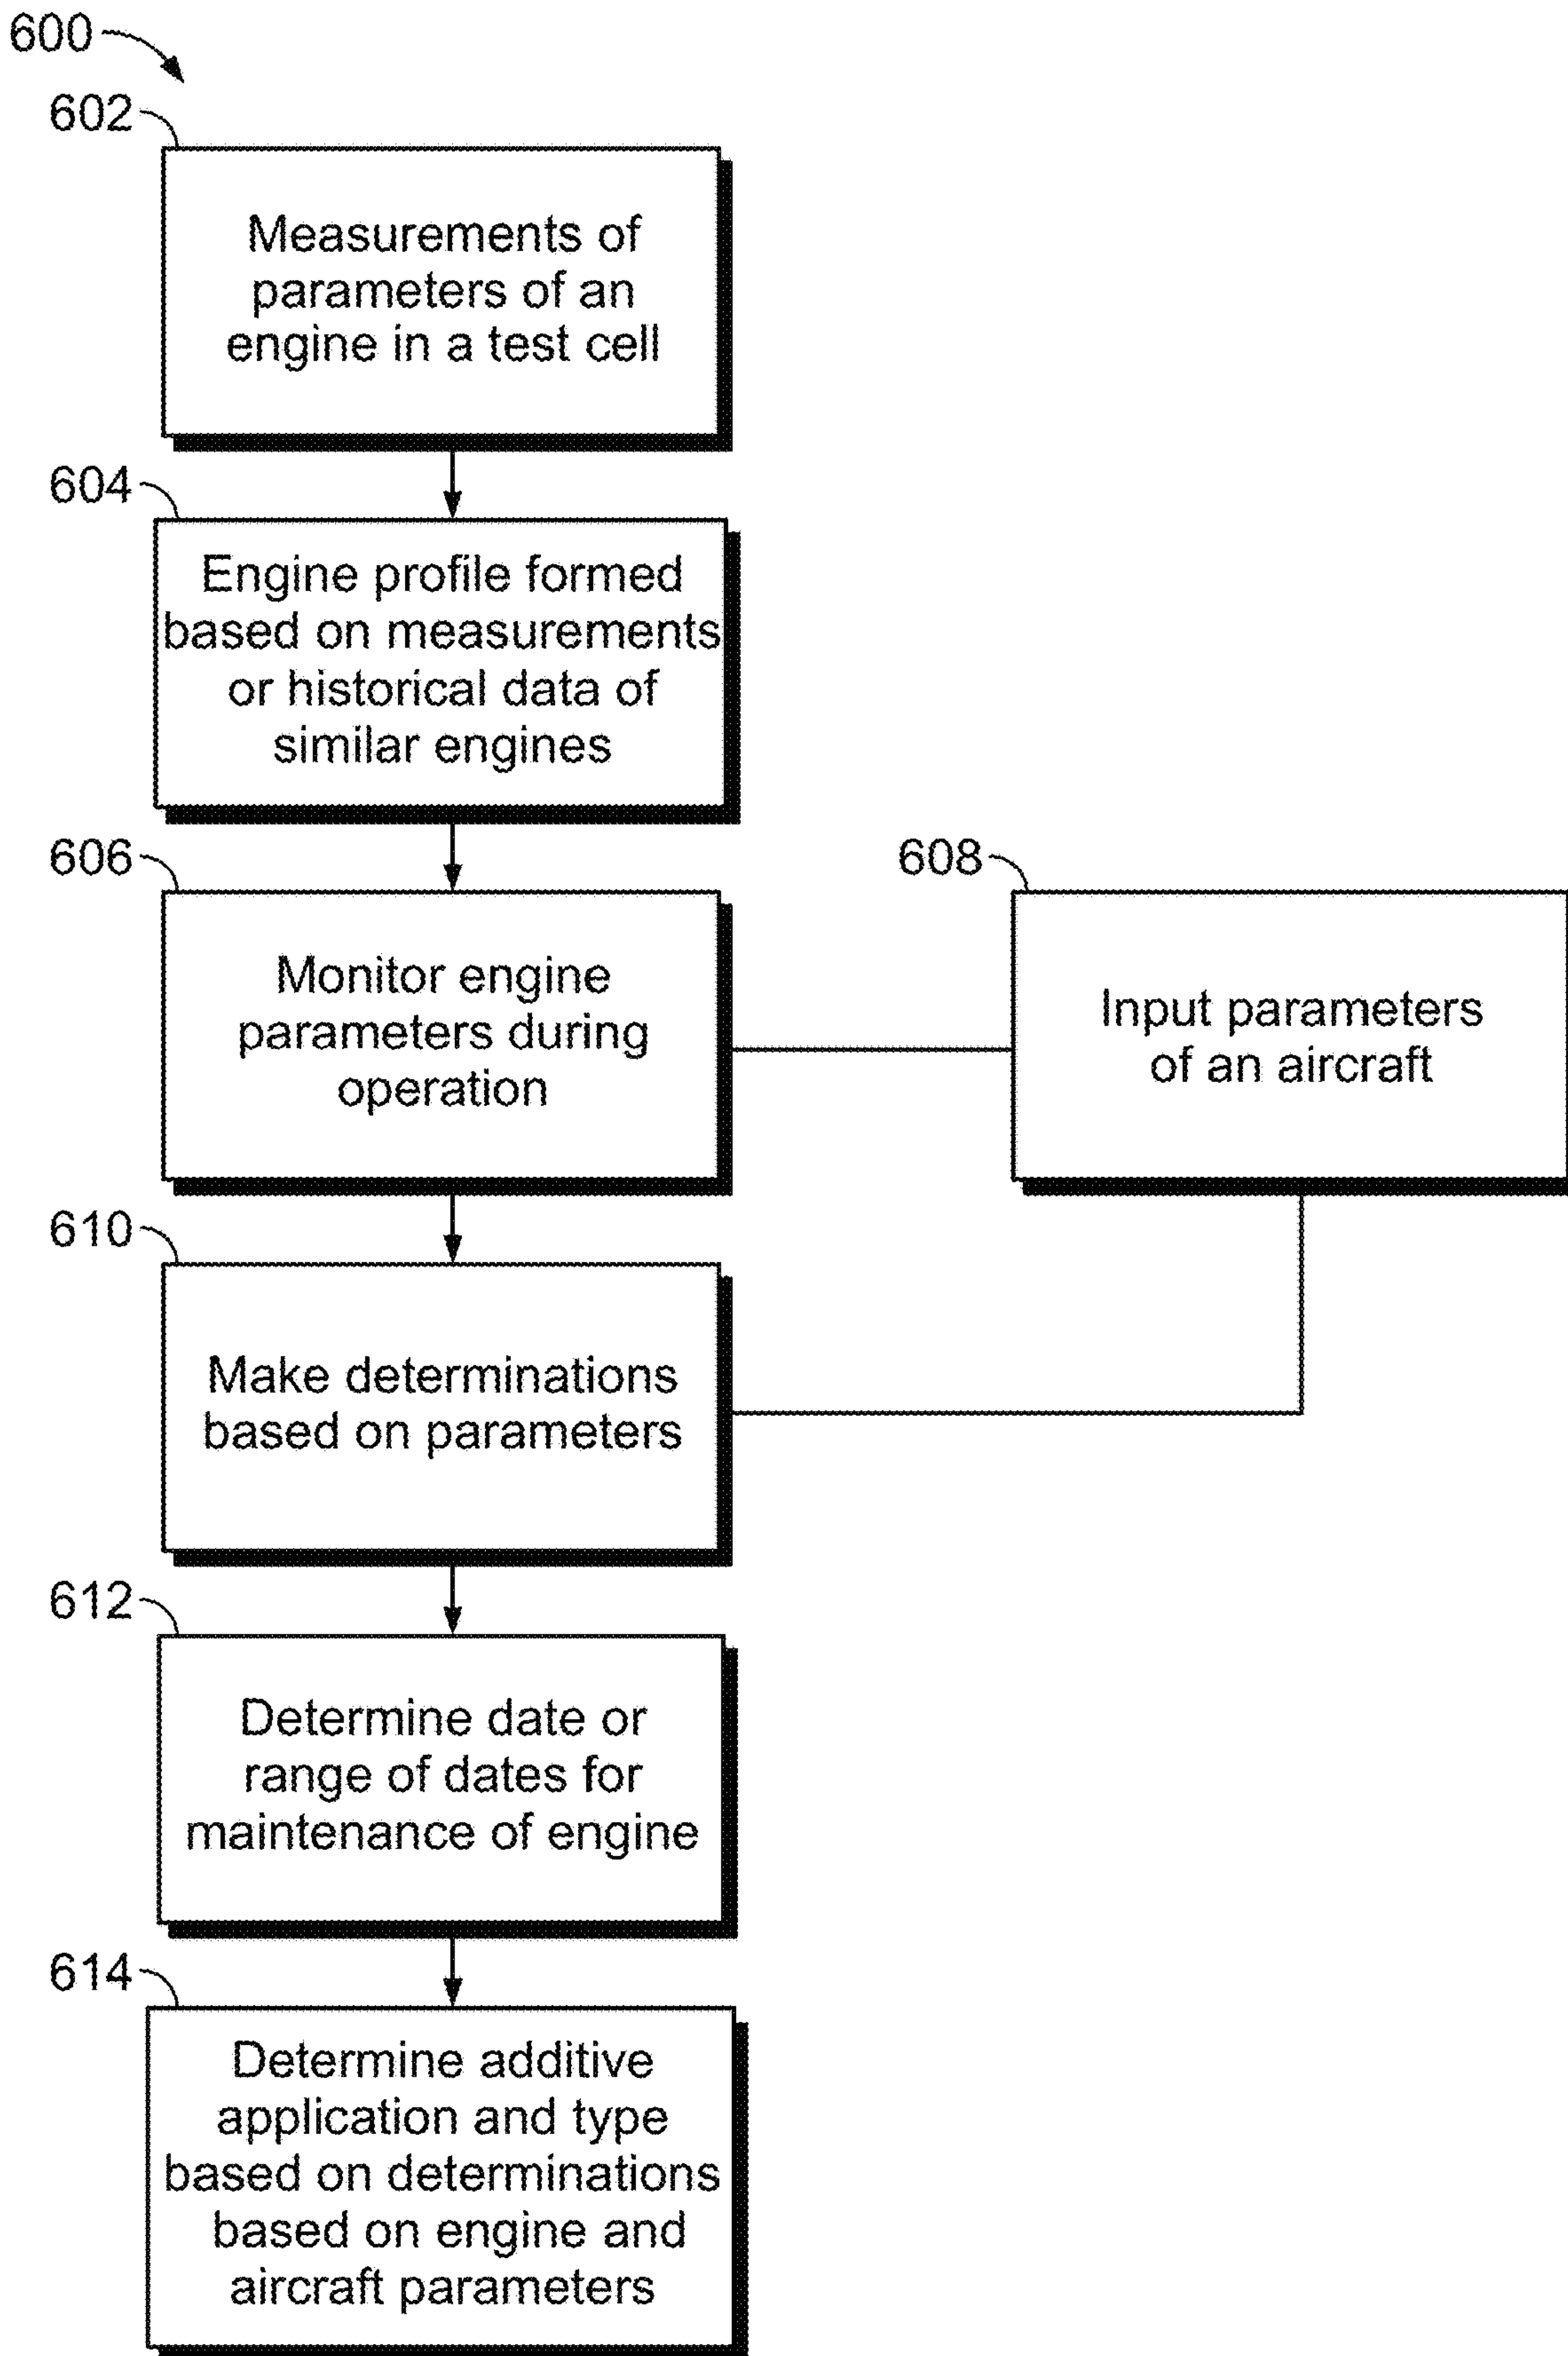 600
602
Measurements of
parameters of an
engine in a test cell
604
Engine profile formed
based on measurements
or historical data of
similar engines
606
Monitor engine
parameters during
operation
608
Input parameters
of an aircraft
610
Make determinations
based on parameters
612
Determine date or
range of dates for
maintenance of engine
614
Determine additive
application and type
based on determinations
based on engine and
aircraft parameters